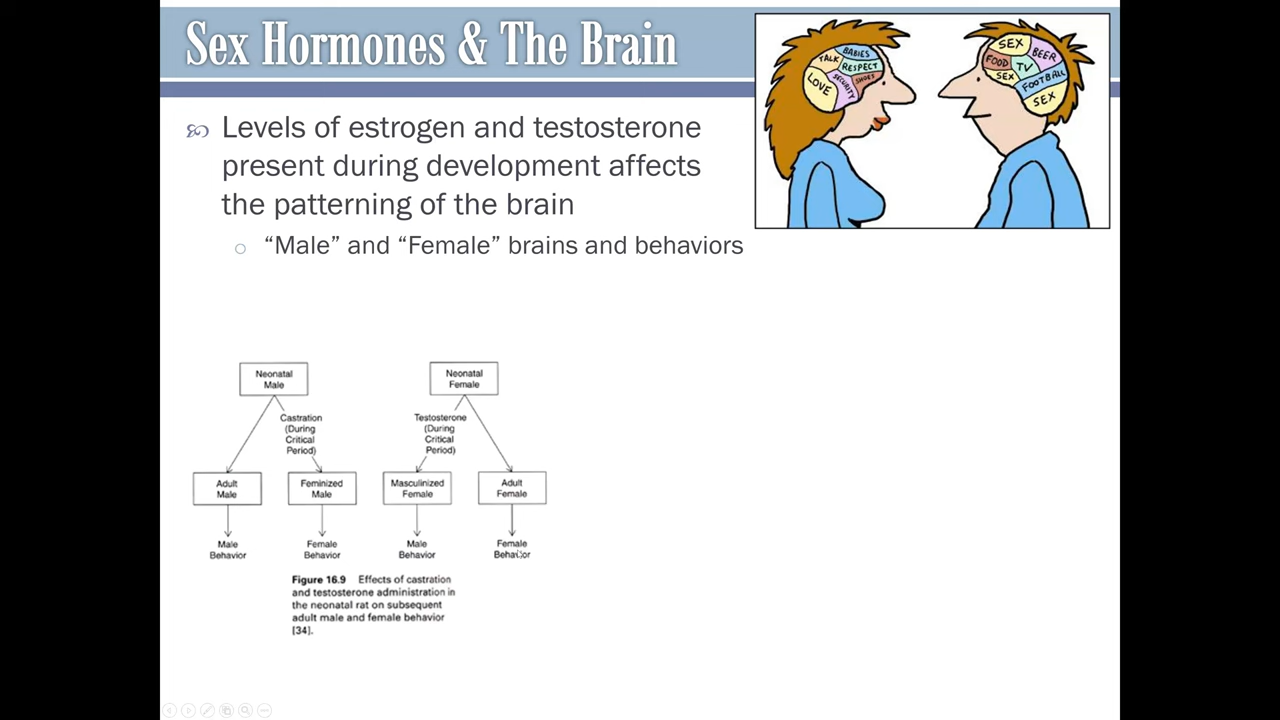 Sex Hormones & The Brain
BABIES
TALK
RESPECT
LOVE
SECURITY
SHOES
SEX
BEER
FOOD
TV
SEX
FOOTBALL
SEX
Levels of estrogen and testosterone
present during development affects
the patterning of the brain
“Male” and “Female” brains and behaviors
Neonatal
Male
Neonatal
Female
Castration
(During
Critical
Period)
Testosterone
(During
Critical
Period)
Adult
Male
Feminized
Male
Masculinized
Female
Adult
Female
Male
Behavior
Female
Behavior
Male
Behavior
Female
Behavior
Figure 16.9 Effects of castration
and testosterone administration in
the neonatal rat on subsequent
adult male and female behavior
[34].